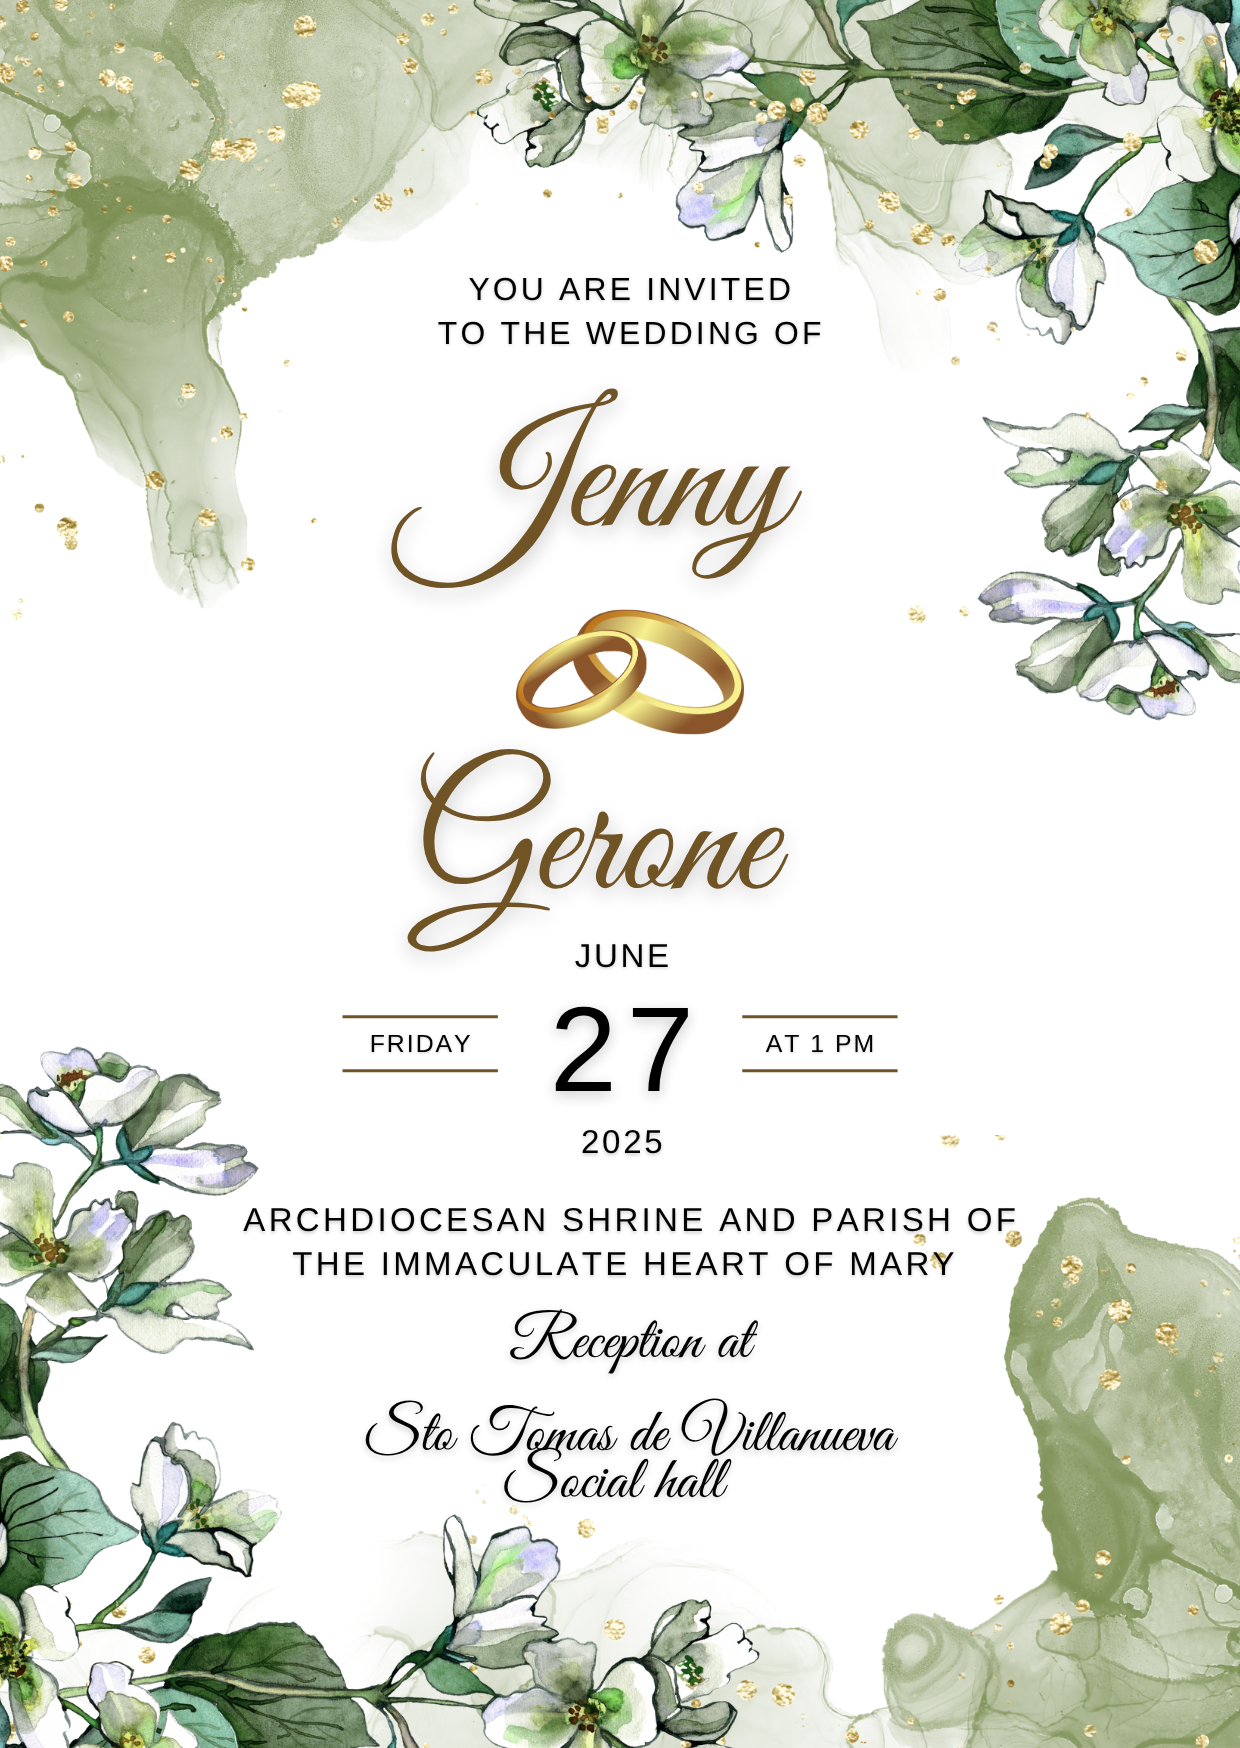 YOU ARE INVITED
TO THE WEDDING OF
Jenny
Gerone
JUNE
FRIDAY
27
AT 1 PM
2025
ARCHDIOCESAN SHRINE AND PARISH OF
THE IMMACULATE HEART OF MARY
Reception at
Sto Tomas de Villanueva
Social hall